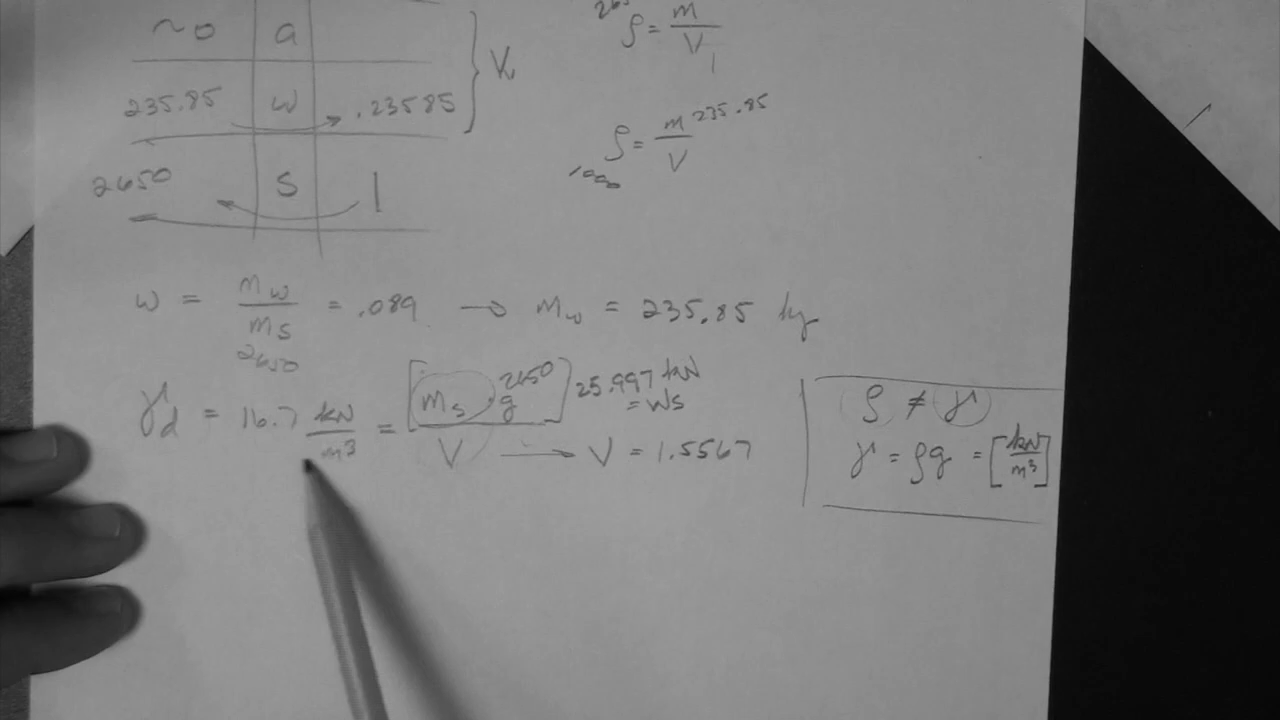 ~0 a
235.85 w .23585 } Vv
2650 s 1
ρ = m / V
ρ = m / V 235.85
1000
w = mw / ms = .089 → mw = 235.85 kg
2650
γd = 16.7 kN/m³ = [ms · g] / V 2650 25.997 kN = Ws
V → V = 1.5567
ρ ≠ γ
γ = ρg = [kN/m³]